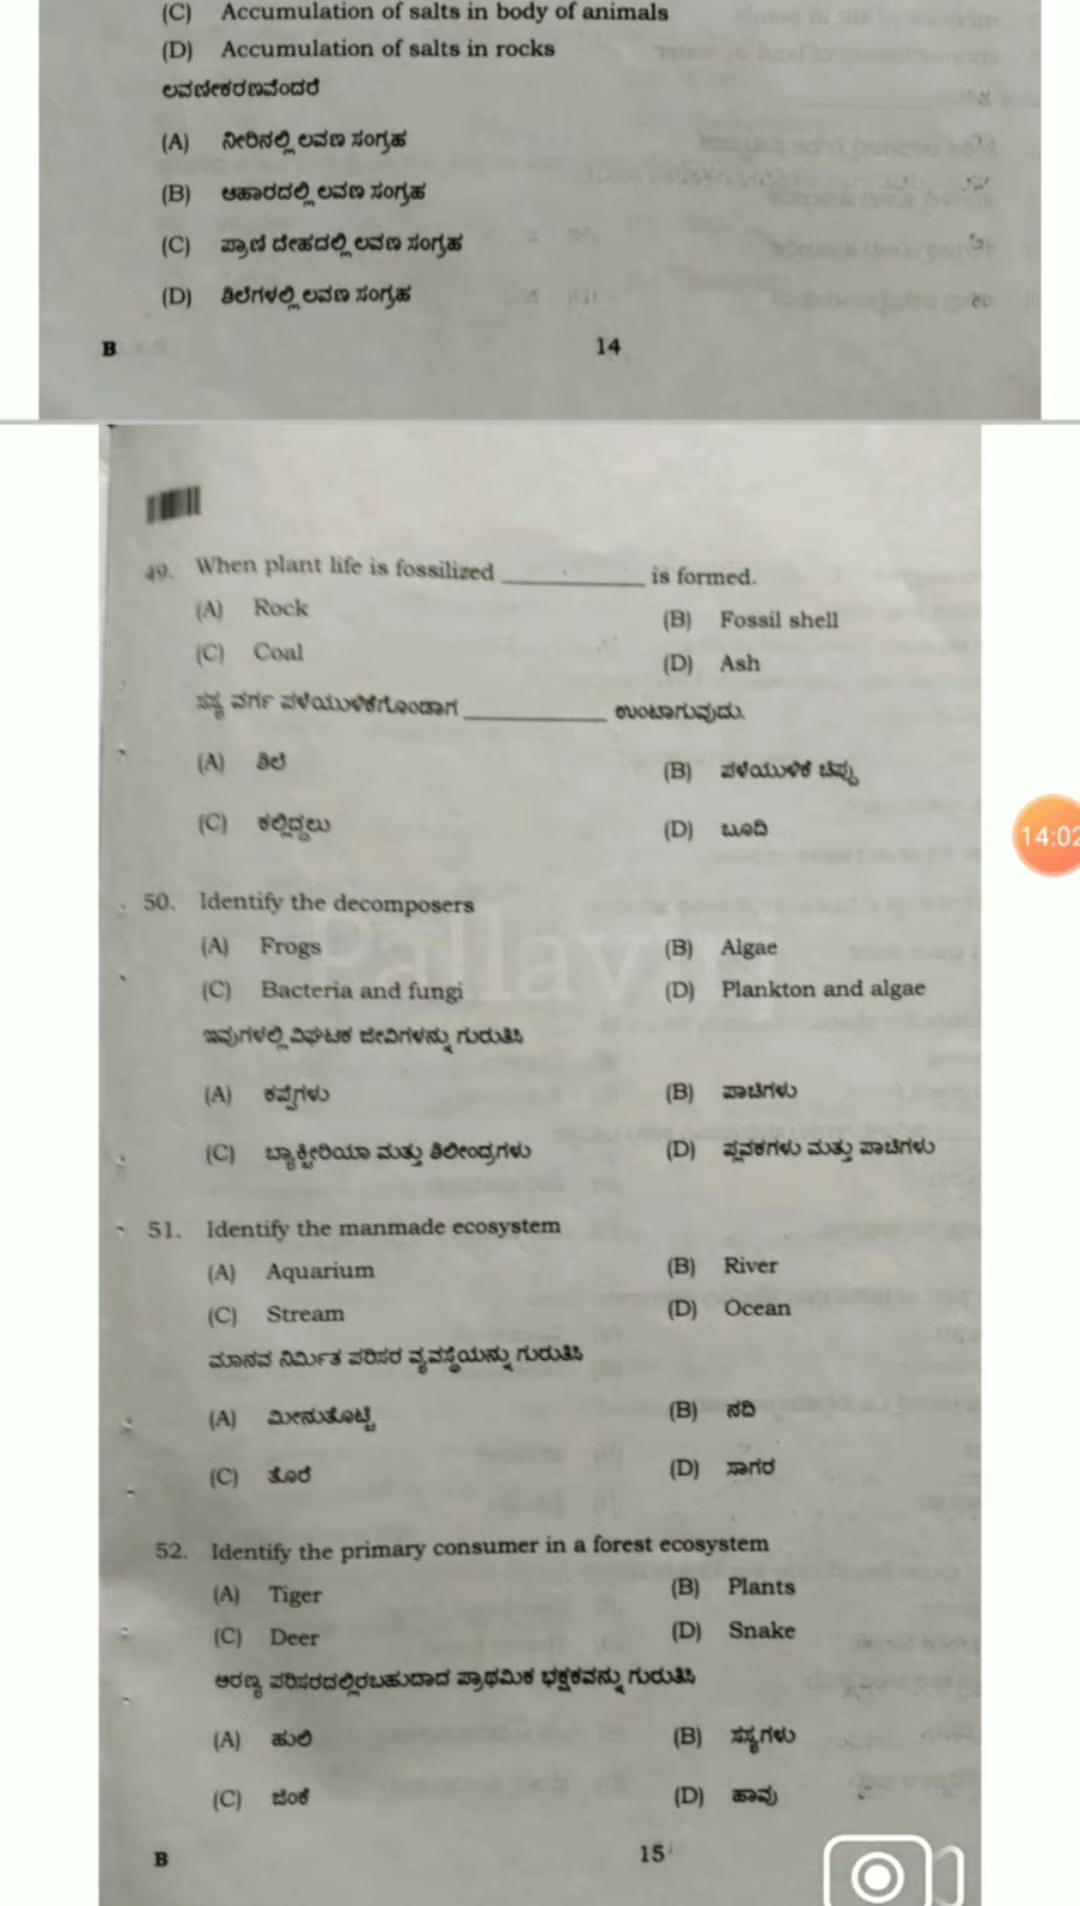 (C) Accumulation of salts in body of animals
(D) Accumulation of salts in rocks
ಲವಣೀಕರಣವೆಂದರೆ
(A) ನೀರಿನಲ್ಲಿ ಲವಣ ಸಂಗ್ರಹ
(B) ಆಹಾರದಲ್ಲಿ ಲವಣ ಸಂಗ್ರಹ
(C) ಪ್ರಾಣಿ ದೇಹದಲ್ಲಿ ಲವಣ ಸಂಗ್ರಹ
(D) ಶಿಲೆಗಳಲ್ಲಿ ಲವಣ ಸಂಗ್ರಹ
B 14
49. When plant life is fossilized __________ is formed.
(A) Rock (B) Fossil shell
(C) Coal (D) Ash
ಸಸ್ಯ ವರ್ಗ ಪಳೆಯುಳಿಕೆಗೊಂಡಾಗ __________ ಉಂಟಾಗುವುದು.
(A) ಶಿಲೆ (B) ಪಳೆಯುಳಿಕೆ ಚಿಪ್ಪು
(C) ಕಲ್ಲಿದ್ದಲು (D) ಬೂದಿ
50. Identify the decomposers
(A) Frogs (B) Algae
(C) Bacteria and fungi (D) Plankton and algae
ಇವುಗಳಲ್ಲಿ ವಿಘಟಕ ಜೀವಿಗಳನ್ನು ಗುರುತಿಸಿ
(A) ಕಪ್ಪೆಗಳು (B) ಪಾಚಿಗಳು
(C) ಬ್ಯಾಕ್ಟೀರಿಯಾ ಮತ್ತು ಶಿಲೀಂದ್ರಗಳು (D) ಪ್ಲವಕಗಳು ಮತ್ತು ಪಾಚಿಗಳು
51. Identify the manmade ecosystem
(A) Aquarium (B) River
(C) Stream (D) Ocean
ಮಾನವ ನಿರ್ಮಿತ ಪರಿಸರ ವ್ಯವಸ್ಥೆಯನ್ನು ಗುರುತಿಸಿ
(A) ಮೀನುತೊಟ್ಟಿ (B) ನದಿ
(C) ತೊರೆ (D) ಸಾಗರ
52. Identify the primary consumer in a forest ecosystem
(A) Tiger (B) Plants
(C) Deer (D) Snake
ಅರಣ್ಯ ಪರಿಸರದಲ್ಲಿರಬಹುದಾದ ಪ್ರಾಥಮಿಕ ಭಕ್ಷಕವನ್ನು ಗುರುತಿಸಿ
(A) ಹುಲಿ (B) ಸಸ್ಯಗಳು
(C) ಜಿಂಕೆ (D) ಹಾವು
B 15
14:02